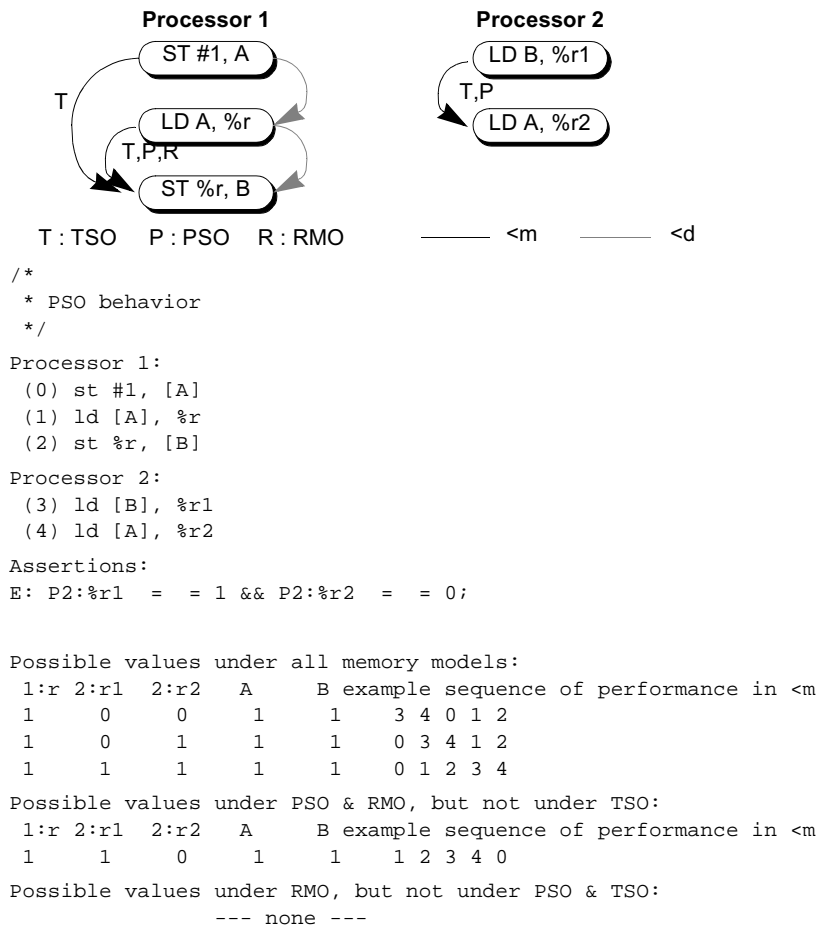 Processor 1 Processor 2
ST #1, A LD B, %r1
T T,P
LD A, %r LD A, %r2
T,P,R
ST %r, B
T : TSO P : PSO R : RMO <m <d
/*
 * PSO behavior
 */
Processor 1:
(0) st #1, [A]
(1) ld [A], %r
(2) st %r, [B]
Processor 2:
(3) ld [B], %r1
(4) ld [A], %r2
Assertions:
E: P2:%r1 = = 1 && P2:%r2 = = 0;
Possible values under all memory models:
1:r 2:r1 2:r2 A B example sequence of performance in <m
1 0 0 1 1 3 4 0 1 2
1 0 1 1 1 0 3 4 1 2
1 1 1 1 1 0 1 2 3 4
Possible values under PSO & RMO, but not under TSO:
1:r 2:r1 2:r2 A B example sequence of performance in <m
1 1 0 1 1 1 2 3 4 0
Possible values under RMO, but not under PSO & TSO:
--- none ---